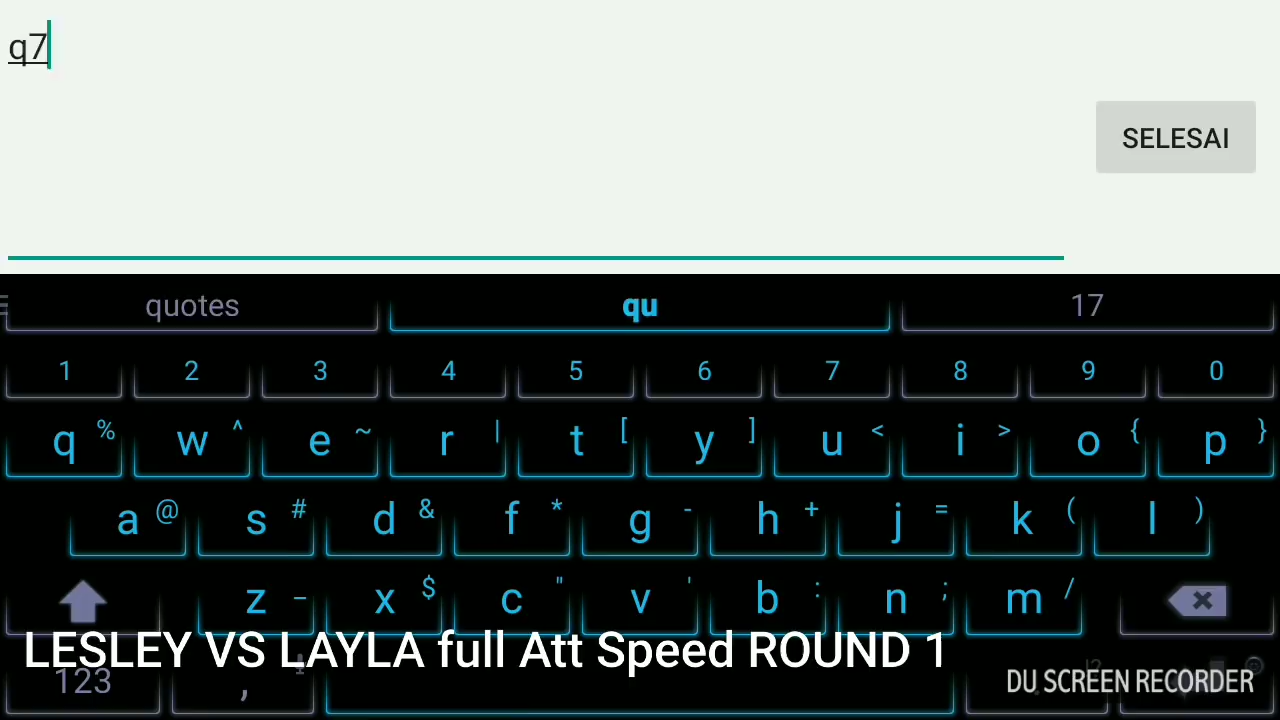 q7
SELESAI
quotes qu 17
1 2 3 4 5 6 7 8 9 0
q % w ^ e ~ r | t [ y ] u < i > o { p }
a @ s # d & f * g - h + j = k ( l )
z _ x $ c " v ' b : n ; m /
LESLEY VS LAYLA full Att Speed ROUND 1
123 ,
DU SCREEN RECORDER